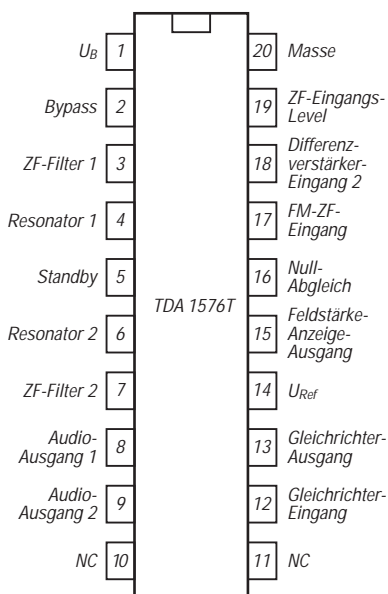 U_B 1
Bypass 2
ZF-Filter 1 3
Resonator 1 4
Standby 5
Resonator 2 6
ZF-Filter 2 7
Audio-
Ausgang 1 8
Audio-
Ausgang 2 9
NC 10
TDA 1576T
20 Masse
19 ZF-Eingangs-
Level
18 Differenz-
verstärker-
Eingang 2
17 FM-ZF-
Eingang
16 Null-
Abgleich
15 Feldstärke-
Anzeige-
Ausgang
14 U_Ref
13 Gleichrichter-
Ausgang
12 Gleichrichter-
Eingang
11 NC